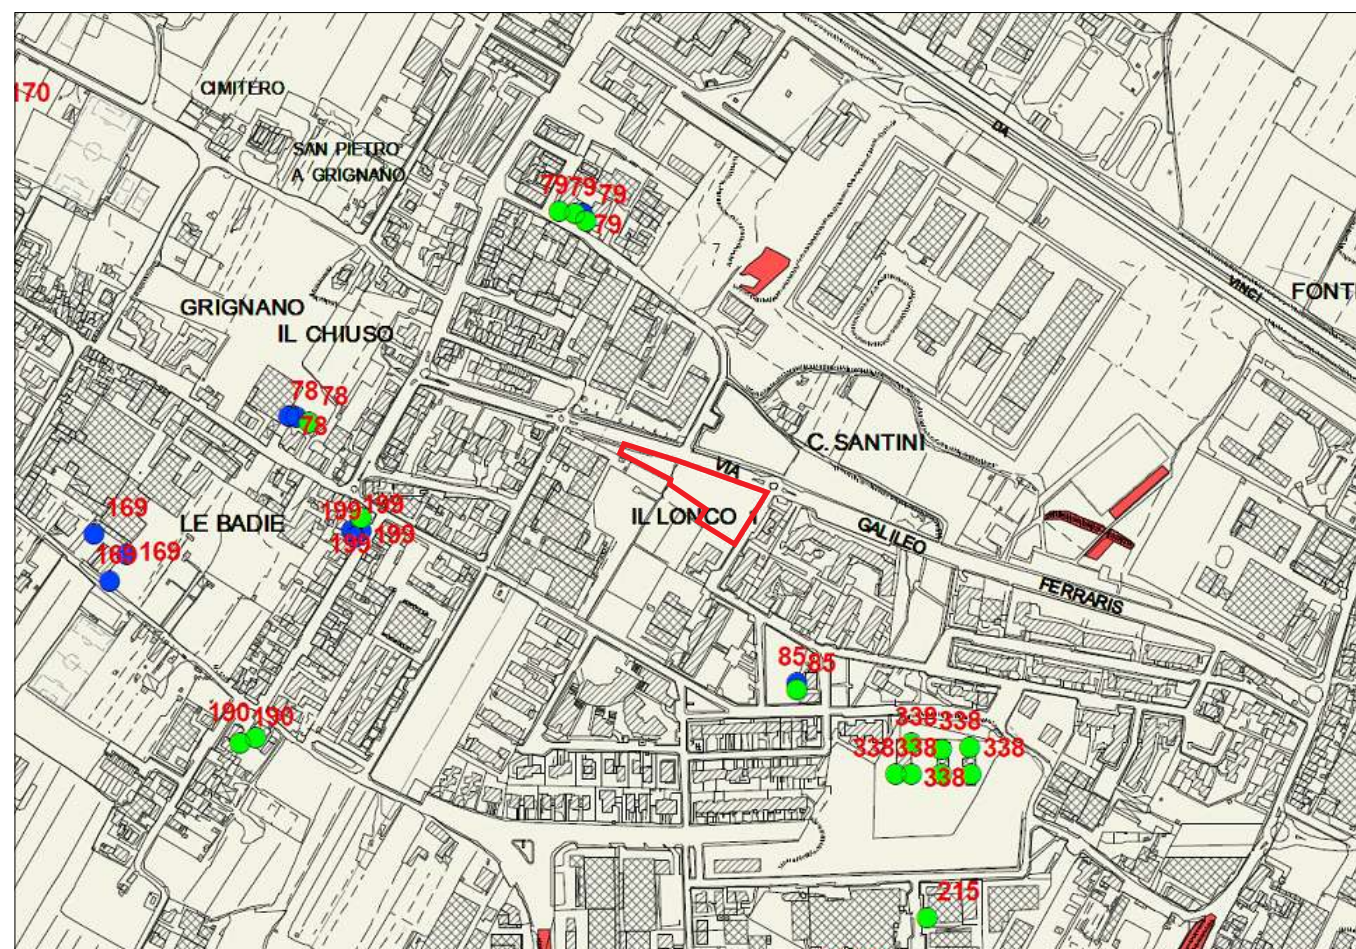 170
CIMITERO
SAN PIETRO
A GRIGNANO
DA
VINCI
FONTI
79
79
79
79
GRIGNANO
IL CHIUSO
78
78
78
C. SANTINI
VIA
GALILEO
FERRARIS
IL LONCO
169
169
169
LE BADIE
199
199
199
199
85
85
190
190
338
338
338
338
338
338
215